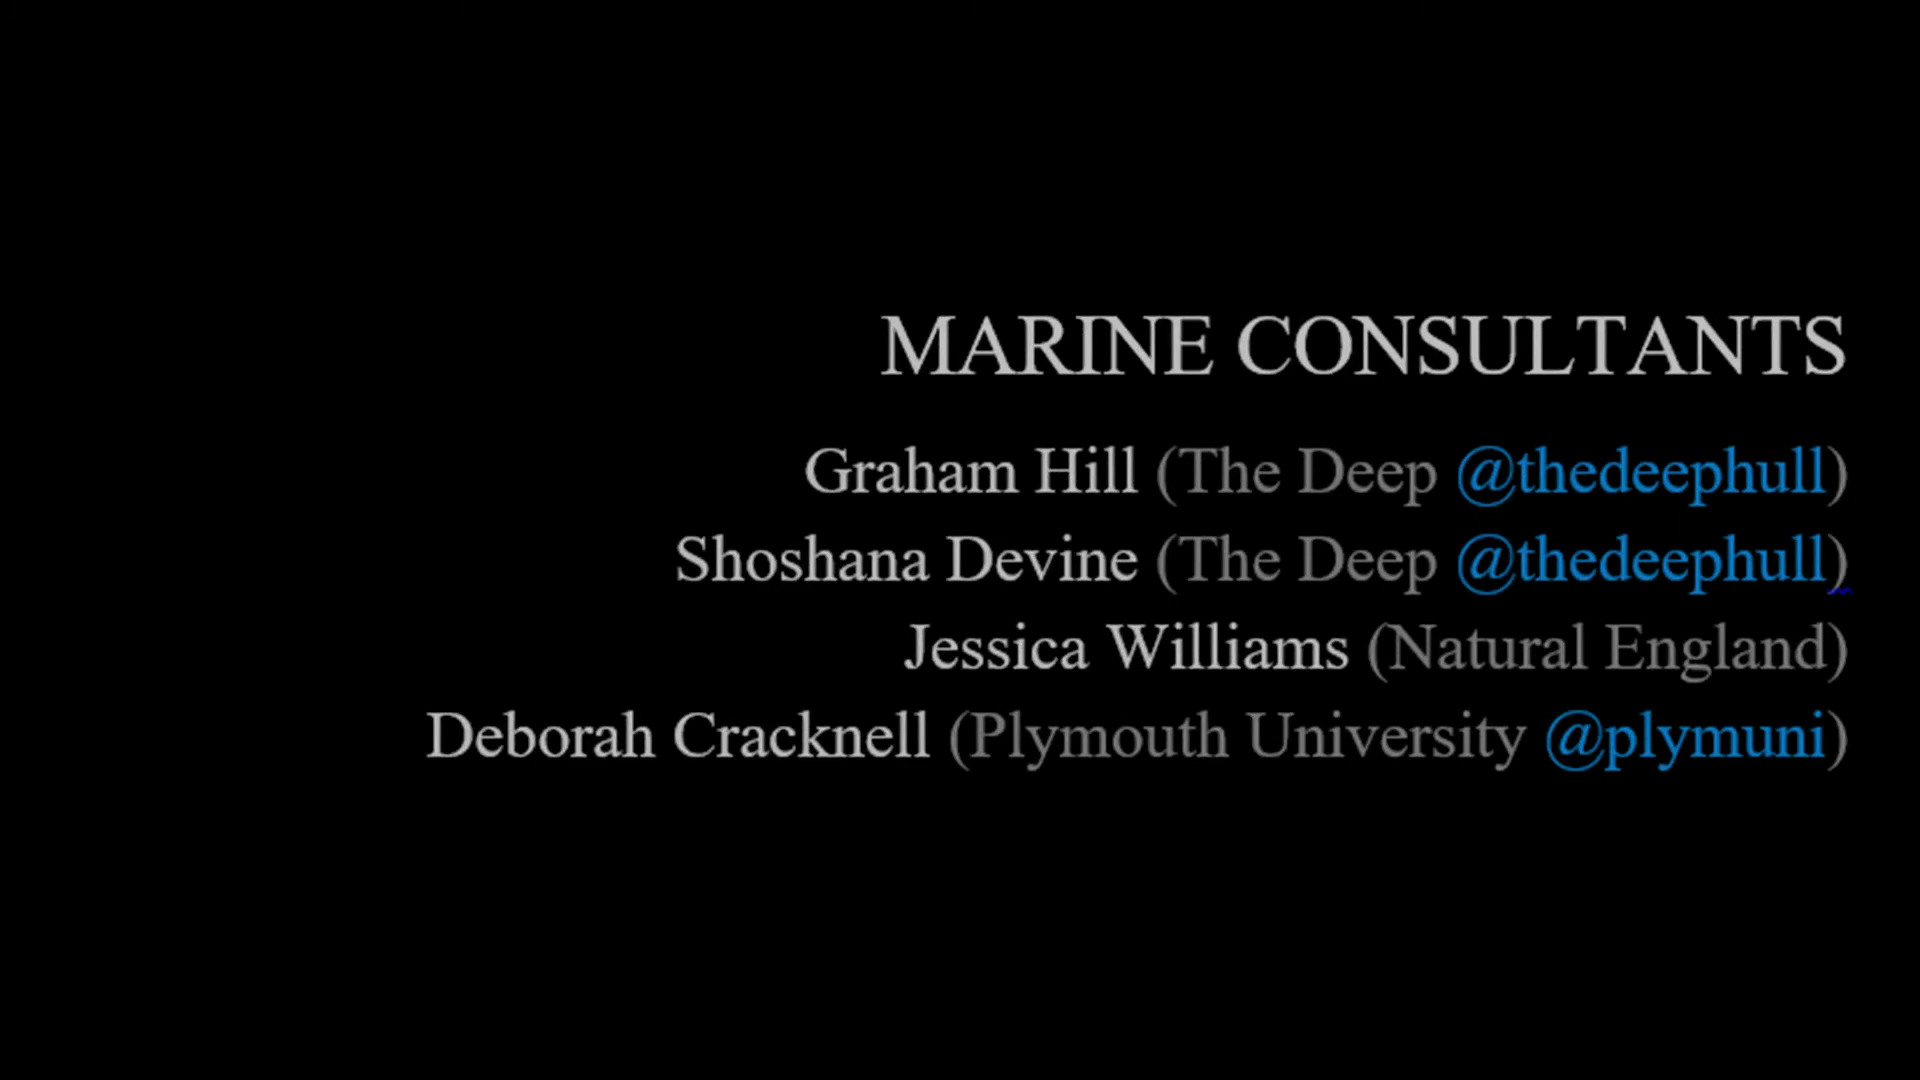 MARINE CONSULTANTS
Graham Hill (The Deep @thedeephull)
Shoshana Devine (The Deep @thedeephull)
Jessica Williams (Natural England)
Deborah Cracknell (Plymouth University @plymuni)